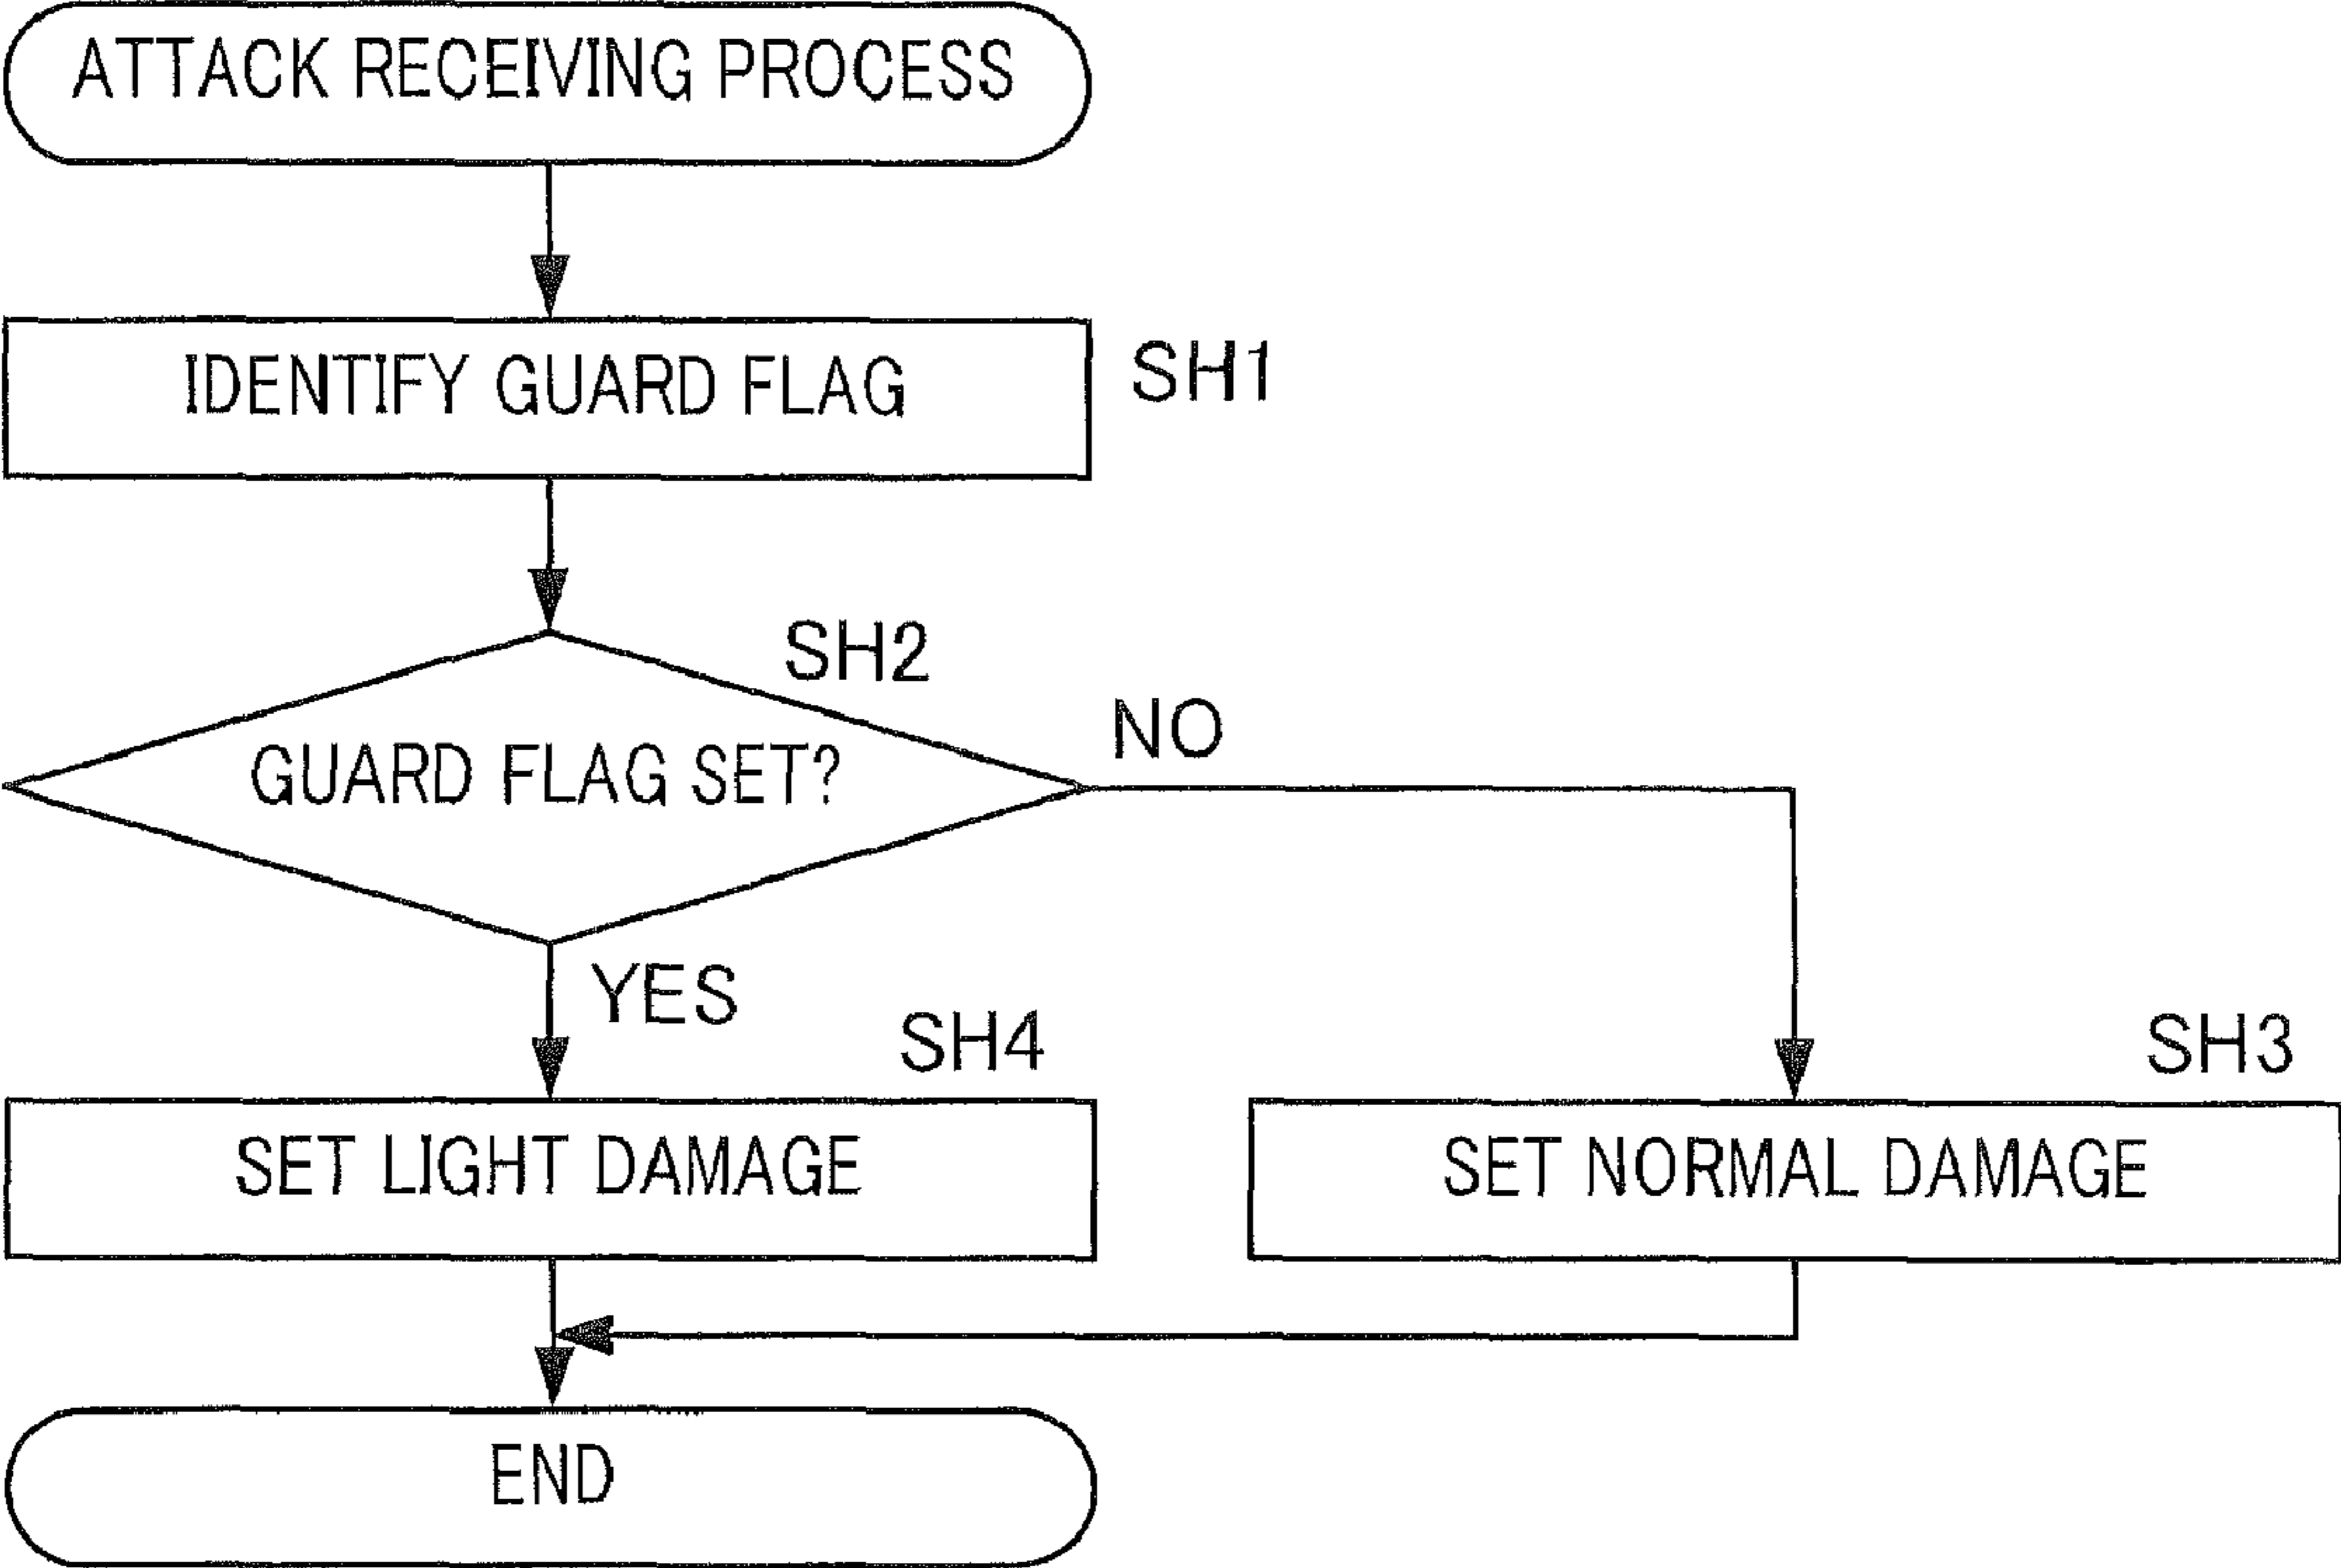 ATTACK RECEIVING PROCESS
IDENTIFY GUARD FLAG
SH1
SH2
GUARD FLAG SET?
NO
YES
SH4
SET LIGHT DAMAGE
SH3
SET NORMAL DAMAGE
END